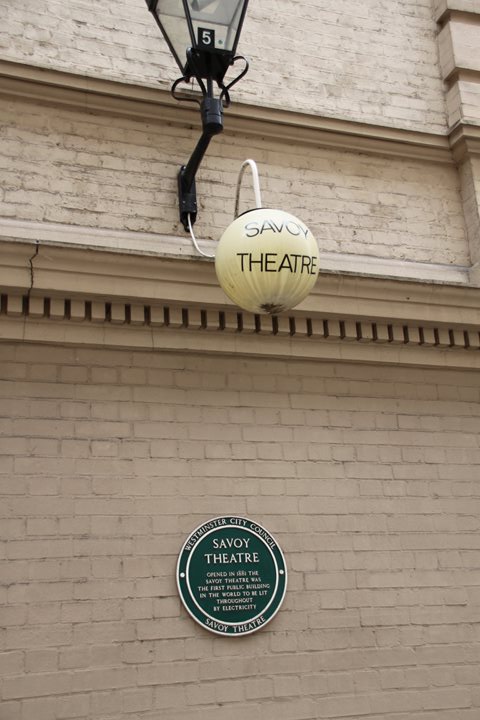 5
SAVOY
THEATRE
WESTMINSTER CITY COUNCIL
SAVOY
THEATRE
OPENED IN 1881 THE
SAVOY THEATRE WAS
THE FIRST PUBLIC BUILDING
IN THE WORLD TO BE LIT
THROUGHOUT
BY ELECTRICITY
SAVOY THEATRE